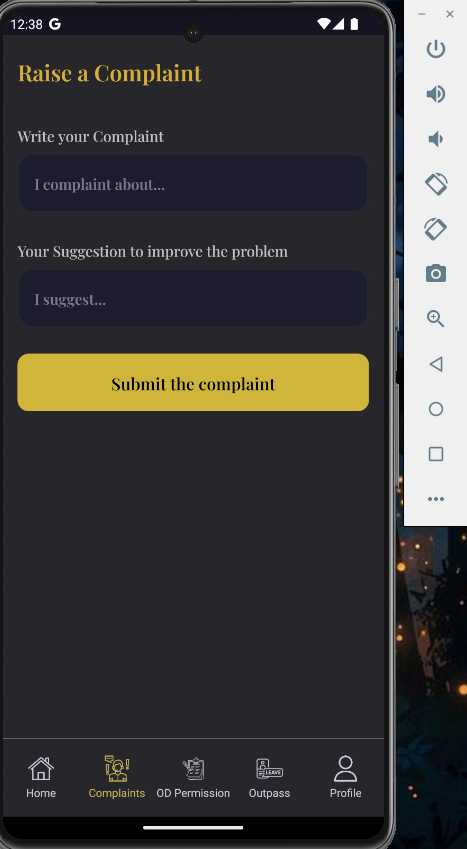 12:38 G
Raise a Complaint
Write your Complaint
I complaint about...
Your Suggestion to improve the problem
I suggest...
Submit the complaint
LEAVE
Home Complaints OD Permission Outpass Profile